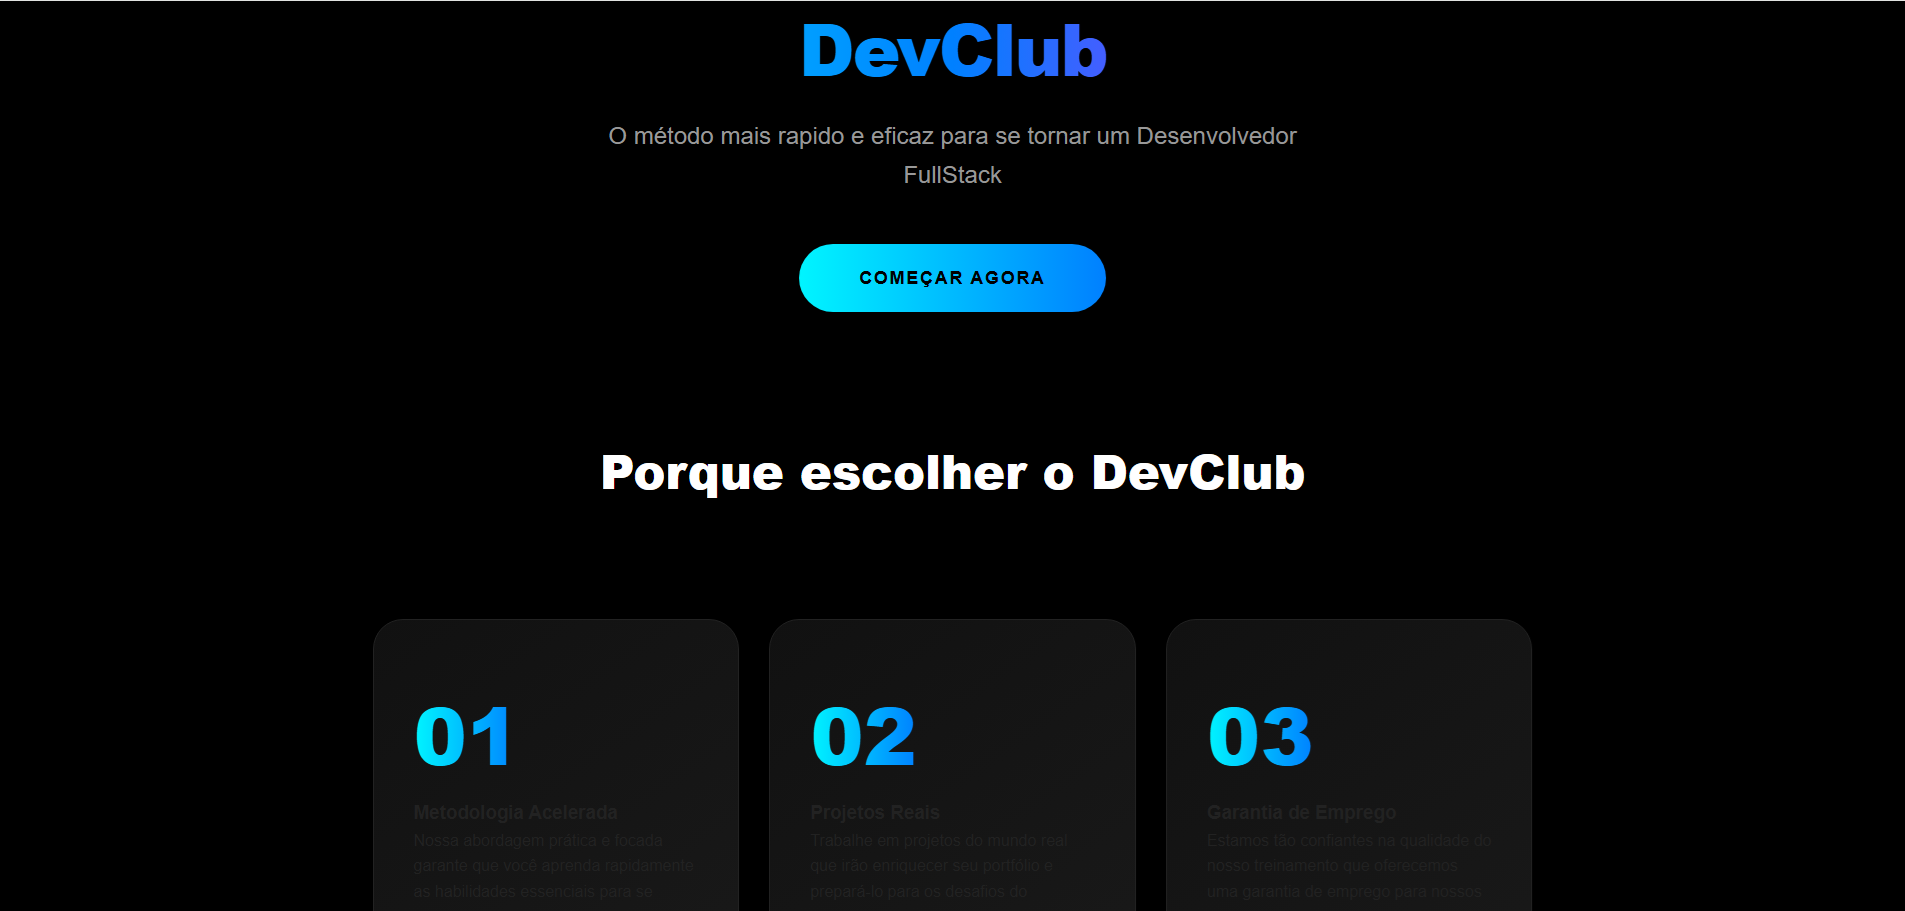 DevClub
O método mais rapido e eficaz para se tornar um Desenvolvedor
FullStack
COMEÇAR AGORA
Porque escolher o DevClub
01
Metodologia Acelerada
Nossa abordagem prática e focada
garante que você aprenda rapidamente
as habilidades essenciais para se
02
Projetos Reais
Trabalhe em projetos do mundo real
que irão enriquecer seu portfólio e
prepará-lo para os desafios do
03
Garantia de Emprego
Estamos tão confiantes na qualidade do
nosso treinamento que oferecemos
uma garantia de emprego para nossos